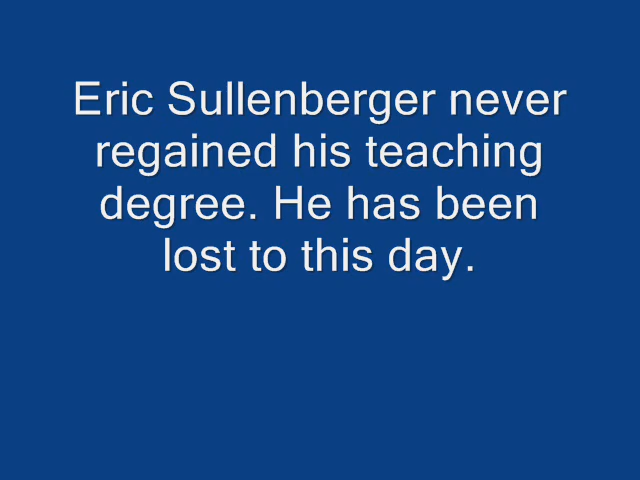 Eric Sullenberger never
regained his teaching
degree. He has been
lost to this day.